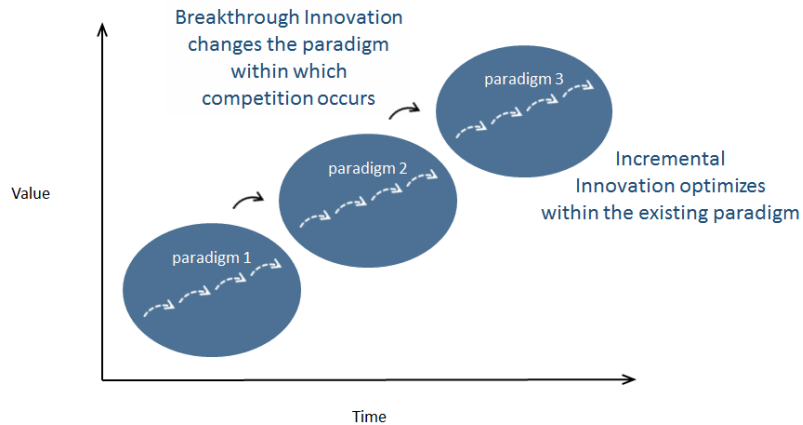 Breakthrough Innovation
changes the paradigm
within which
competition occurs
paradigm 3
paradigm 2
Incremental
Innovation optimizes
within the existing paradigm
Value
paradigm 1
Time